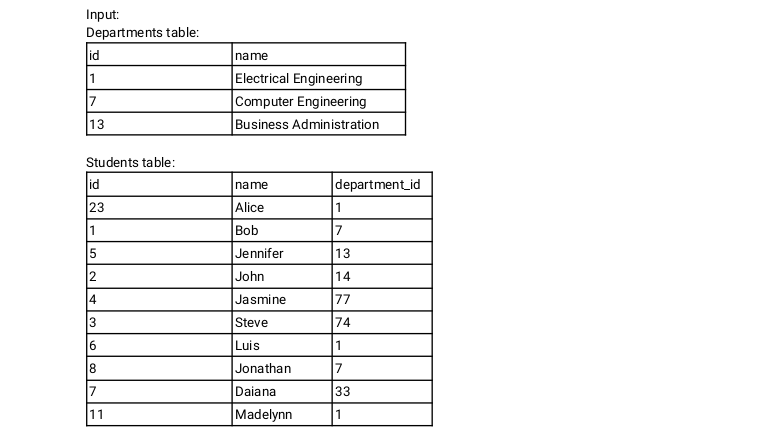 Input:
Departments table:
id name
1 Electrical Engineering
7 Computer Engineering
13 Business Administration
Students table:
id name department_id
23 Alice 1
1 Bob 7
5 Jennifer 13
2 John 14
4 Jasmine 77
3 Steve 74
6 Luis 1
8 Jonathan 7
7 Daiana 33
11 Madelynn 1